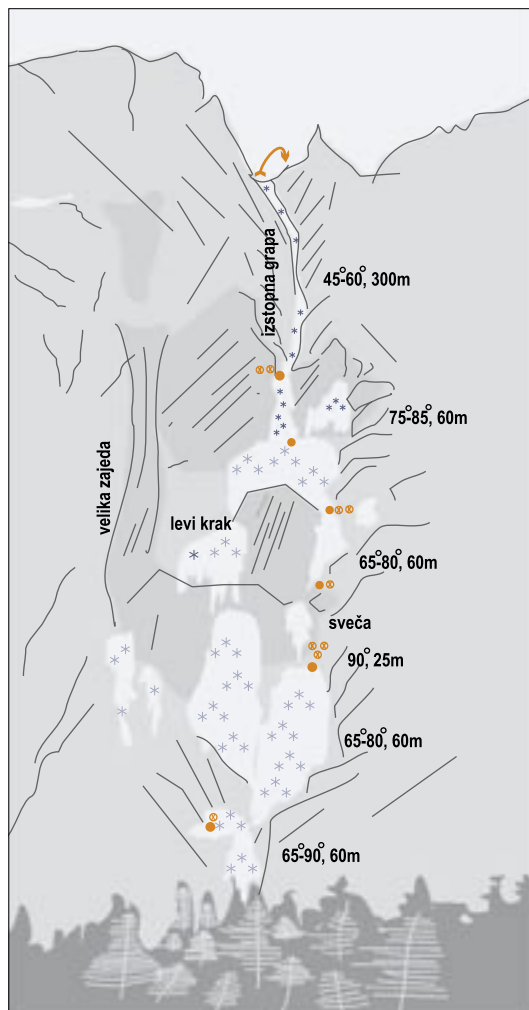 izstopna grapa
45°-60°, 300m
75°-85°, 60m
velika zajeda
levi krak
65°-80°, 60m
sveča
90°, 25m
65°-80°, 60m
65°-90°, 60m